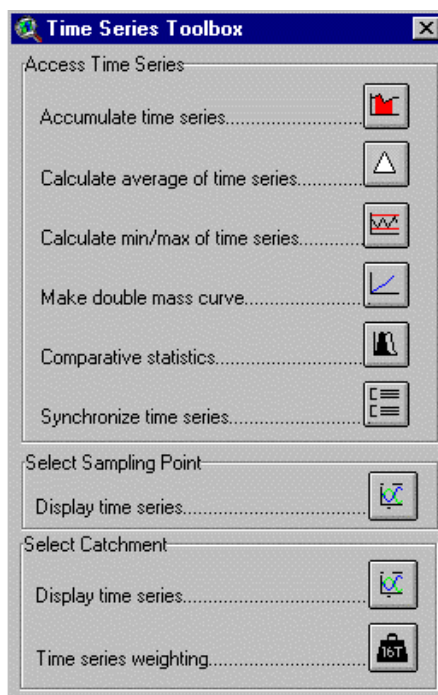 Time Series Toolbox
Access Time Series
Accumulate time series
Calculate average of time series
Calculate min/max of time series
Make double mass curve
Comparative statistics
Synchronize time series
Select Sampling Point
Display time series
Select Catchment
Display time series
Time series weighting
16T